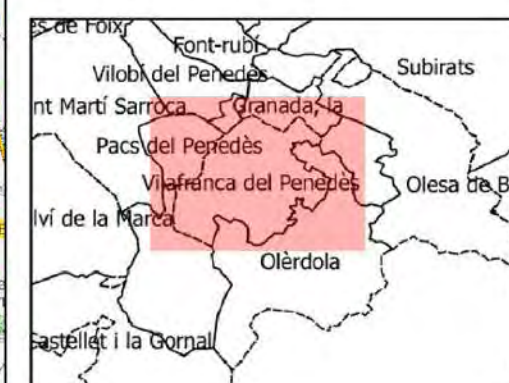 es de Foix
Font-rubí
Vilobí del Penedès
Subirats
nt Martí Sarroca
Granada, la
Pacs del Penedès
Vilafranca del Penedès
Olesa de B
lví de la Marca
Olèrdola
Castellet i la Gornal